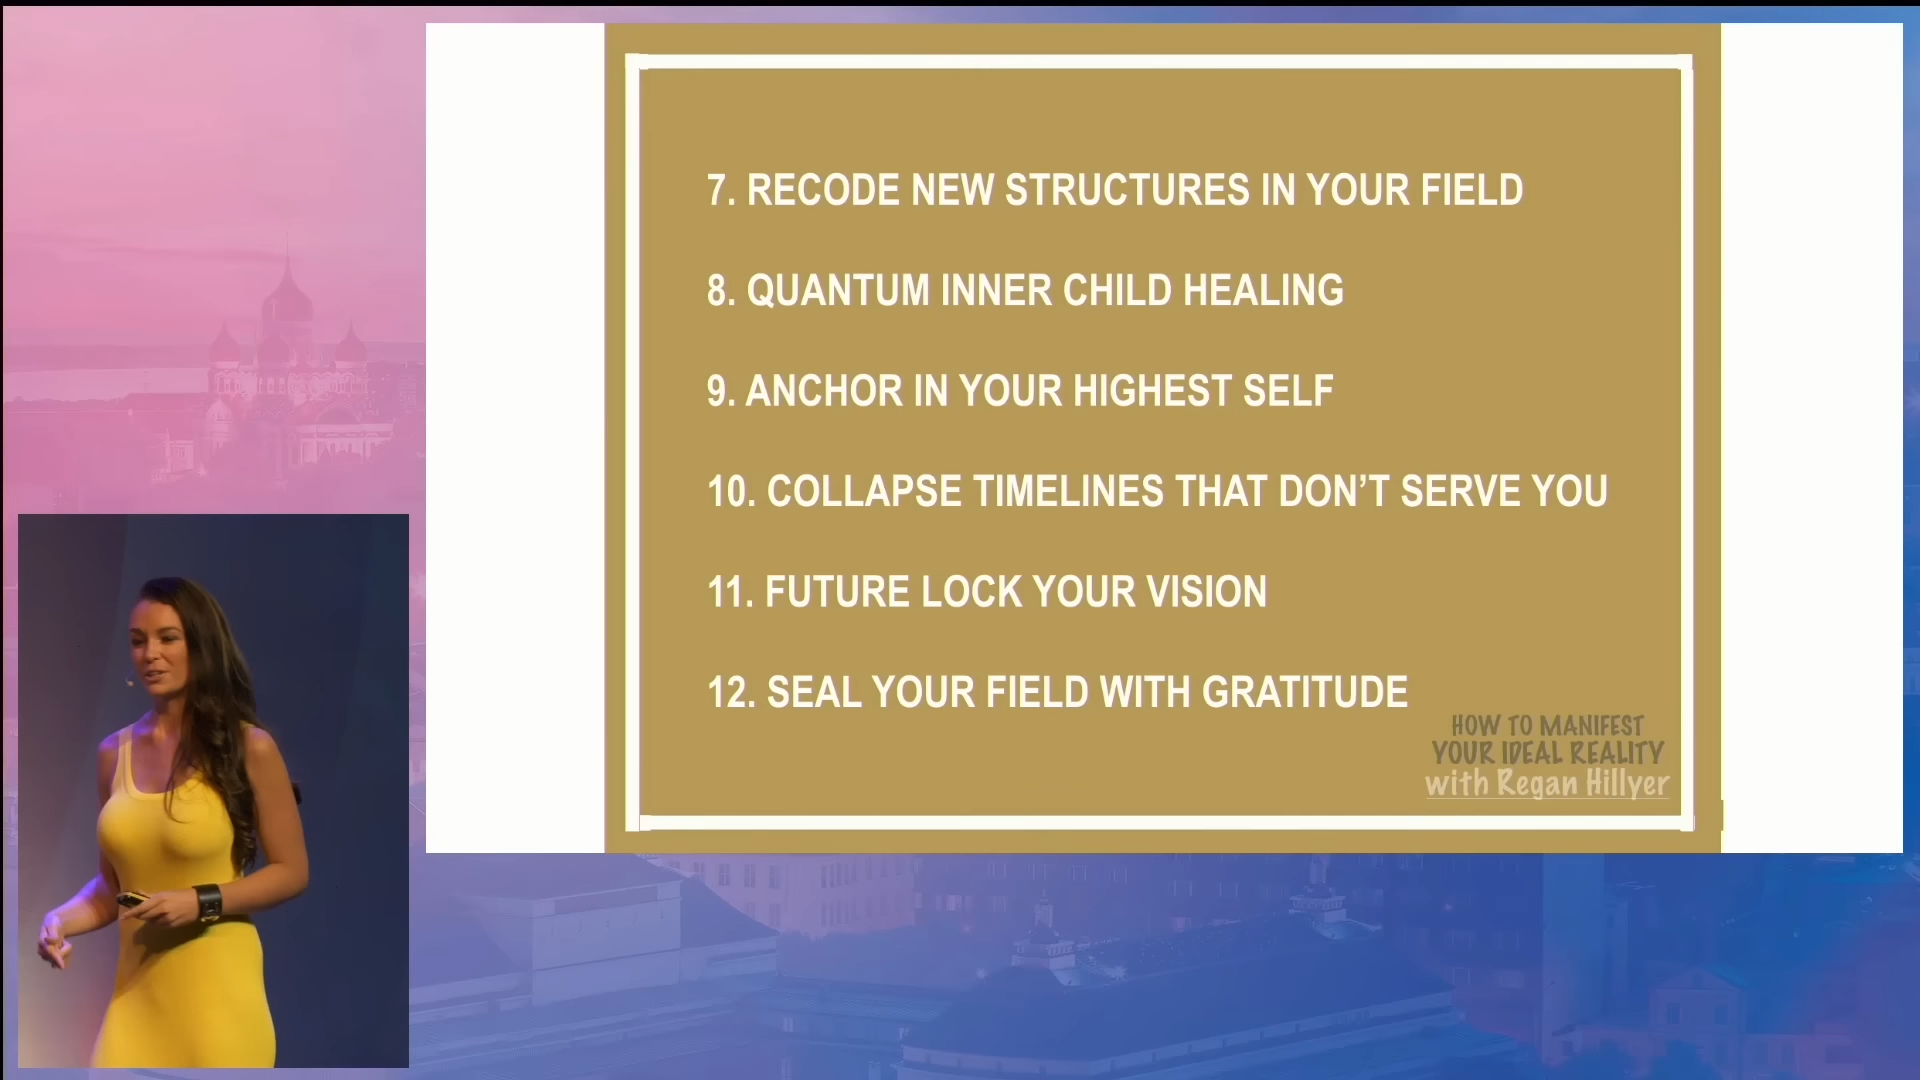 7. RECODE NEW STRUCTURES IN YOUR FIELD
8. QUANTUM INNER CHILD HEALING
9. ANCHOR IN YOUR HIGHEST SELF
10. COLLAPSE TIMELINES THAT DON’T SERVE YOU
11. FUTURE LOCK YOUR VISION
12. SEAL YOUR FIELD WITH GRATITUDE
HOW TO MANIFEST
YOUR IDEAL REALITY
with Regan Hillyer